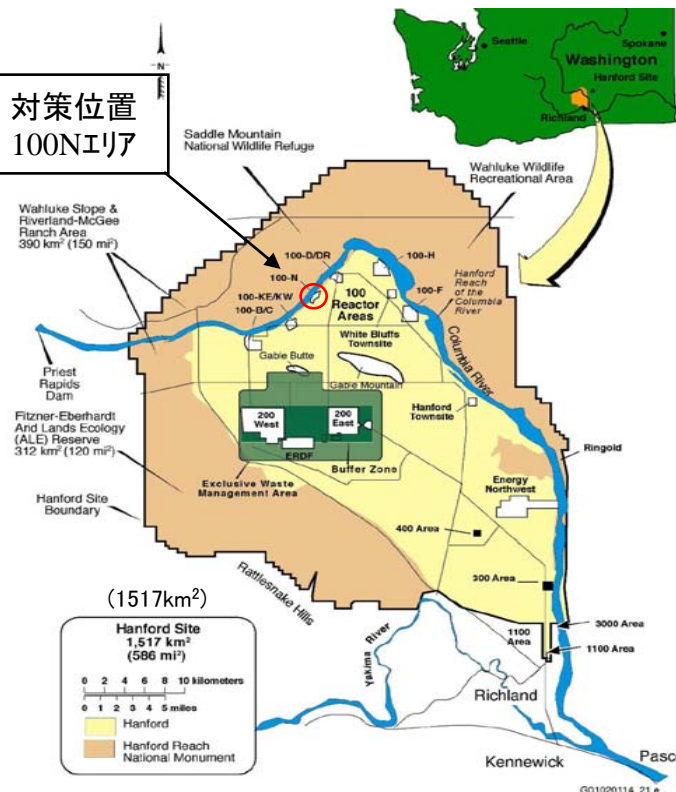 Seattle
Spokane
Washington
Hanford Site
Richland
N
対策位置
100Nエリア
Saddle Mountain
National Wildlife Refuge
Wahluke Wildlife
Recreational Area
Wahluke Slope &
Riverland-McGee
Ranch Area
390 km² (150 mi²)
100-D/DR
100-H
100-N
100-KE/KW
100-F
100-B/C
Hanford
Reach
of the
Columbia
River
100
Reactor
Areas
White Bluffs
Townsite
Columbia River
Gable Butte
Gable Mountain
Priest
Rapids
Dam
Hanford
Townsite
Fitzner-Eberhardt
Arid Lands Ecology
(ALE) Reserve
312 km² (120 mi²)
200
West
200
East
ERDF
Buffer Zone
Exclusive Waste
Management Area
Ringold
Energy
Northwest
Hanford Site
Boundary
400 Area
300 Area
Rattlesnake Hills
(1517km²)
Hanford Site
1,517 km²
(586 mi²)
0 2 4 6 8 10 kilometers
0 1 2 3 4 5 miles
Hanford
Hanford Reach
National Monument
Yakima River
1100
Area
3000 Area
1100 Area
Richland
Kennewick
Pasc
G01020114_21 e